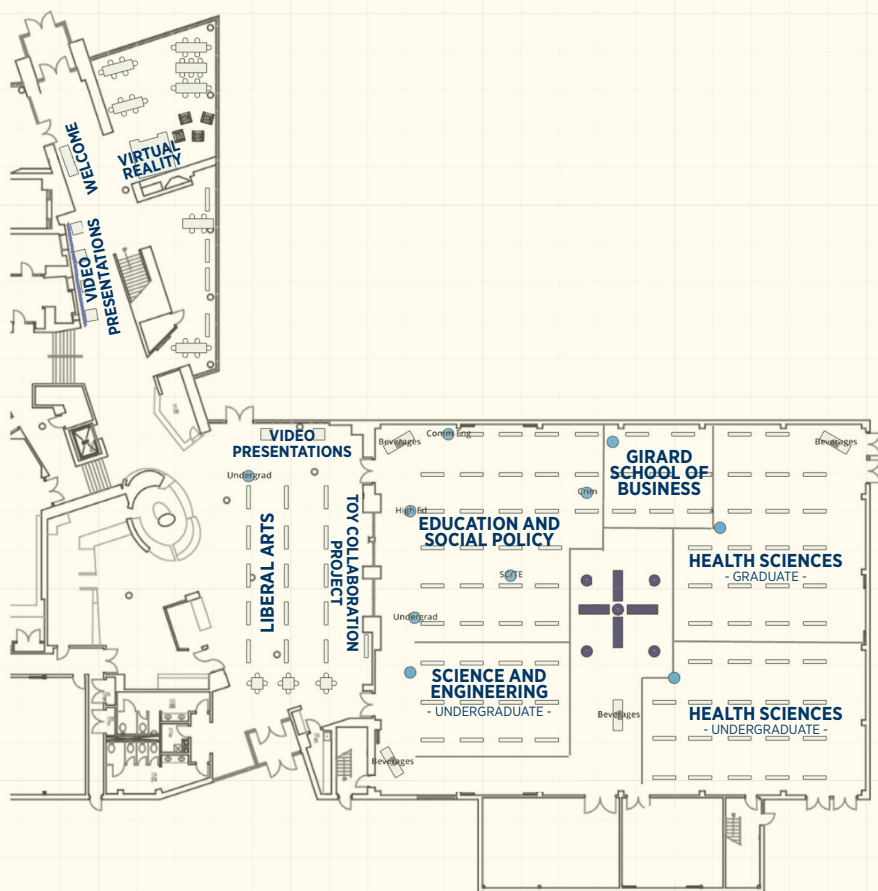 WELCOME
VIRTUAL
REALITY
VIDEO
PRESENTATIONS
VIDEO
PRESENTATIONS
Undergrad
LIBERAL ARTS
TOY COLLABORATION
PROJECT
Beverages
Comm Eng
High Ed
Crim
EDUCATION AND
SOCIAL POLICY
SC/TE
Undergrad
GIRARD
SCHOOL OF
BUSINESS
Beverages
HEALTH SCIENCES
- GRADUATE -
SCIENCE AND
ENGINEERING
- UNDERGRADUATE -
Beverages
Beverages
HEALTH SCIENCES
- UNDERGRADUATE -